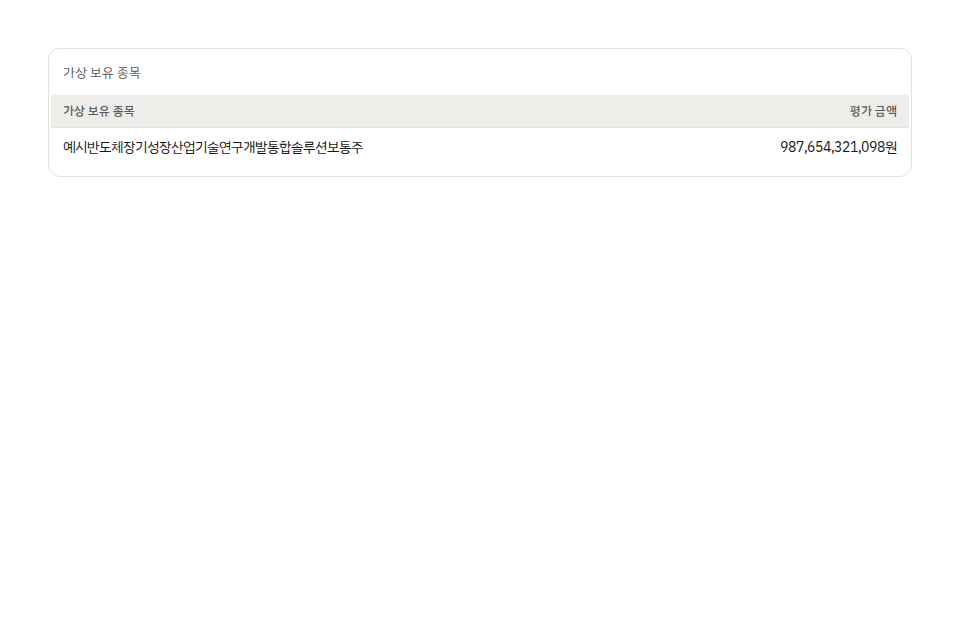 가상 보유 종목
가상 보유 종목 평가 금액
예시반도체장기성장산업기술연구개발통합솔루션보통주 987,654,321,098원